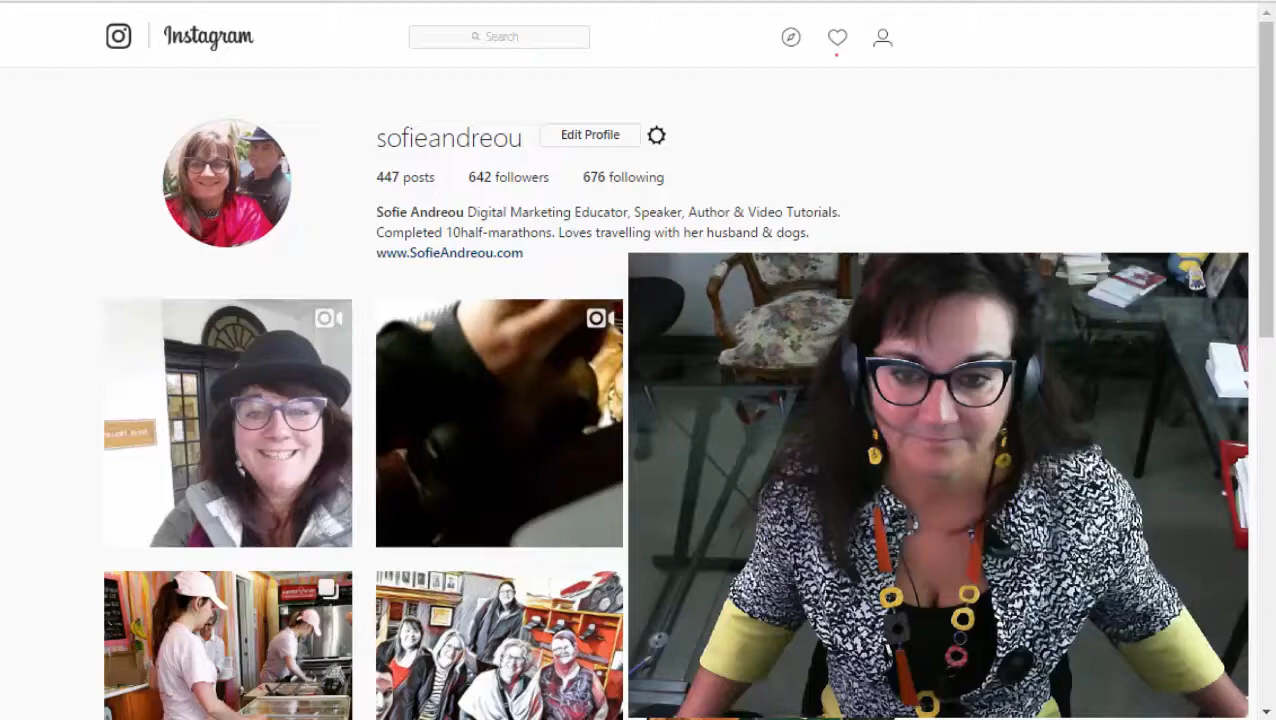 Instagram
Search
sofieandreou Edit Profile
447 posts 642 followers 676 following
Sofie Andreou Digital Marketing Educator, Speaker, Author & Video Tutorials.
Completed 10half-marathons. Loves travelling with her husband & dogs.
www.SofieAndreou.com